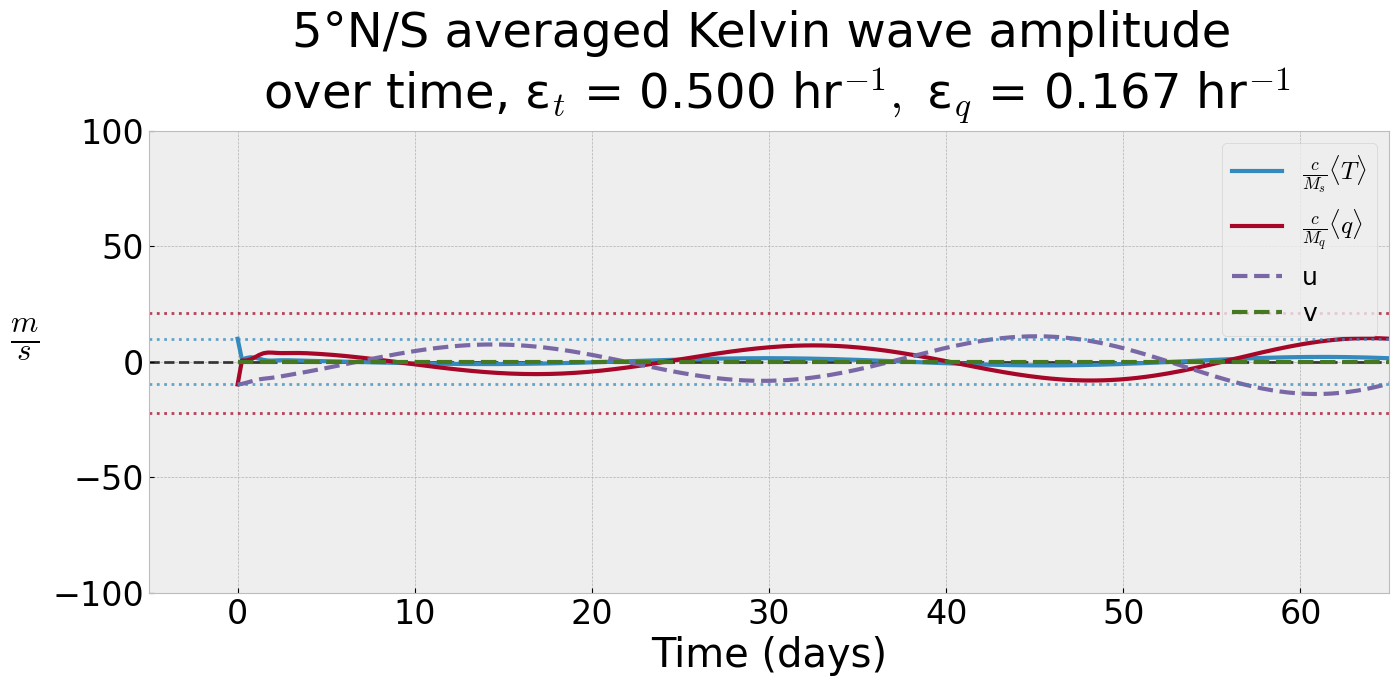 5°N/S averaged Kelvin wave amplitude
over time, ε_t = 0.500 hr⁻¹, ε_q = 0.167 hr⁻¹
100
50
0
−50
−100
m/s
c/M_s ⟨T⟩
c/M_q ⟨q⟩
u
v
0 10 20 30 40 50 60
Time (days)